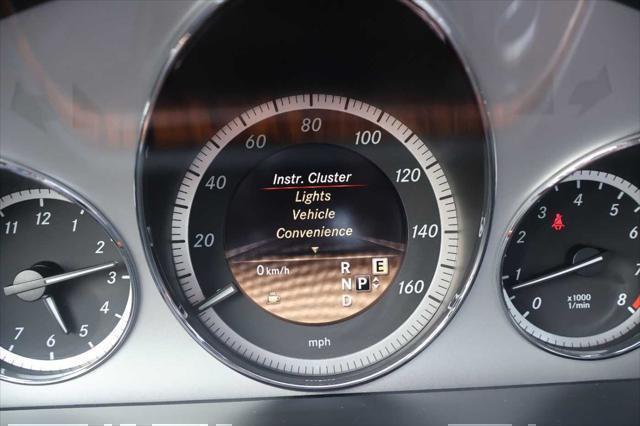 Instr. Cluster
Lights
Vehicle
Convenience
0 km/h
R
N P
D
E
20 40 60 80 100 120 140 160
mph
11 12 1 2 3 4 5 6 7
0 1 2 3 4 5 6 7 8
x1000
1/min